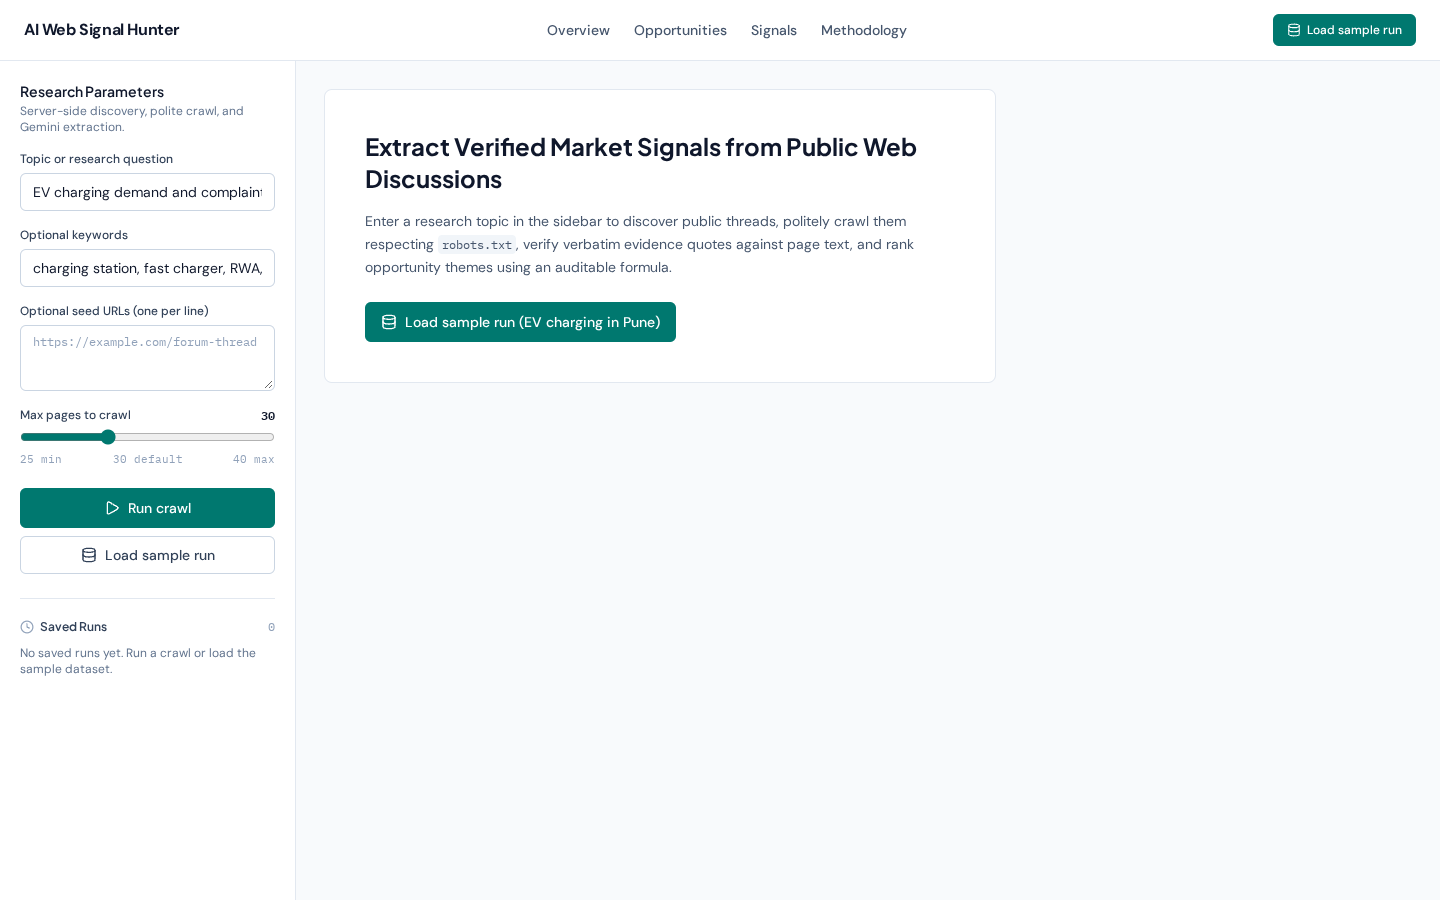 AI Web Signal Hunter
Overview
Opportunities
Signals
Methodology
Load sample run
Research Parameters
Server-side discovery, polite crawl, and
Gemini extraction.
Topic or research question
EV charging demand and complain
Optional keywords
charging station, fast charger, RWA,
Optional seed URLs (one per line)
https://example.com/forum-thread
Max pages to crawl
30
25 min
30 default
40 max
Run crawl
Load sample run
Saved Runs
0
No saved runs yet. Run a crawl or load the
sample dataset.
Extract Verified Market Signals from Public Web
Discussions
Enter a research topic in the sidebar to discover public threads, politely crawl them
respecting robots.txt, verify verbatim evidence quotes against page text, and rank
opportunity themes using an auditable formula.
Load sample run (EV charging in Pune)